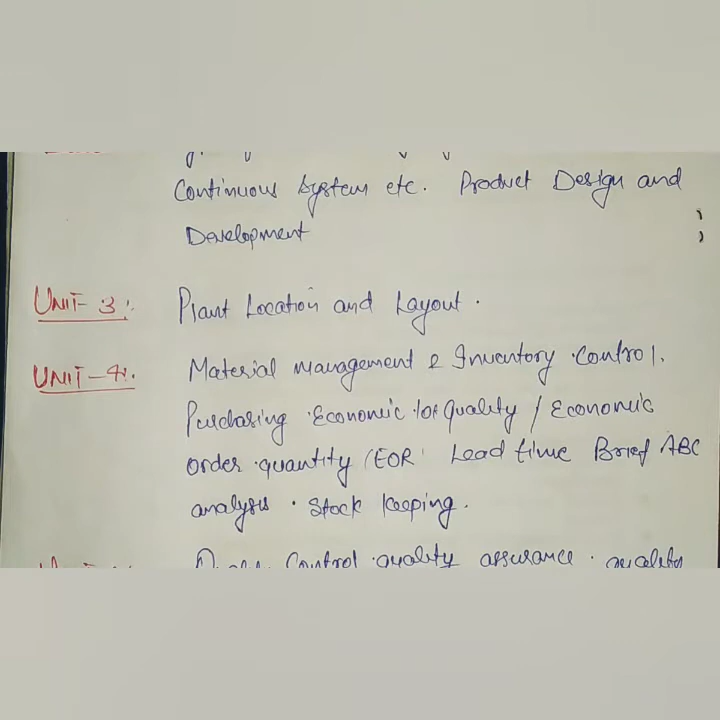 Continuous System etc. Product Design and
Development
UNIT-3:. Plant Location and Layout.
UNIT-4:. Material management & Inventory Control.
Purchasing Economic lot quality / Economic
order quantity (EOR) Lead time Brief ABC
analysis. Stock keeping.
Control quality assurance. quality